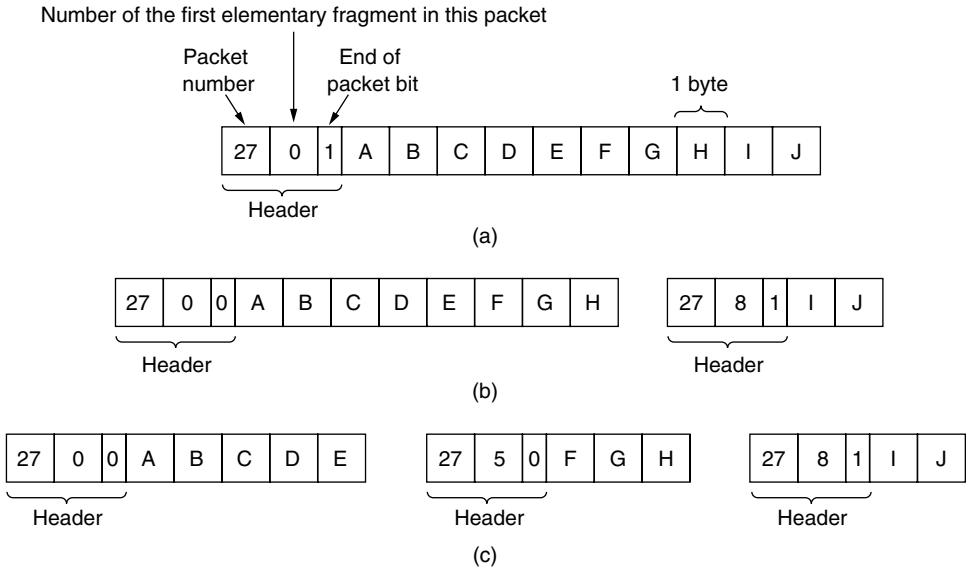 Number of the first elementary fragment in this packet
Packet
number
End of
packet bit
1 byte
27 0 1 A B C D E F G H I J
Header
(a)
27 0 0 A B C D E F G H
27 8 1 I J
Header
Header
(b)
27 0 0 A B C D E
27 5 0 F G H
27 8 1 I J
Header
Header
Header
(c)